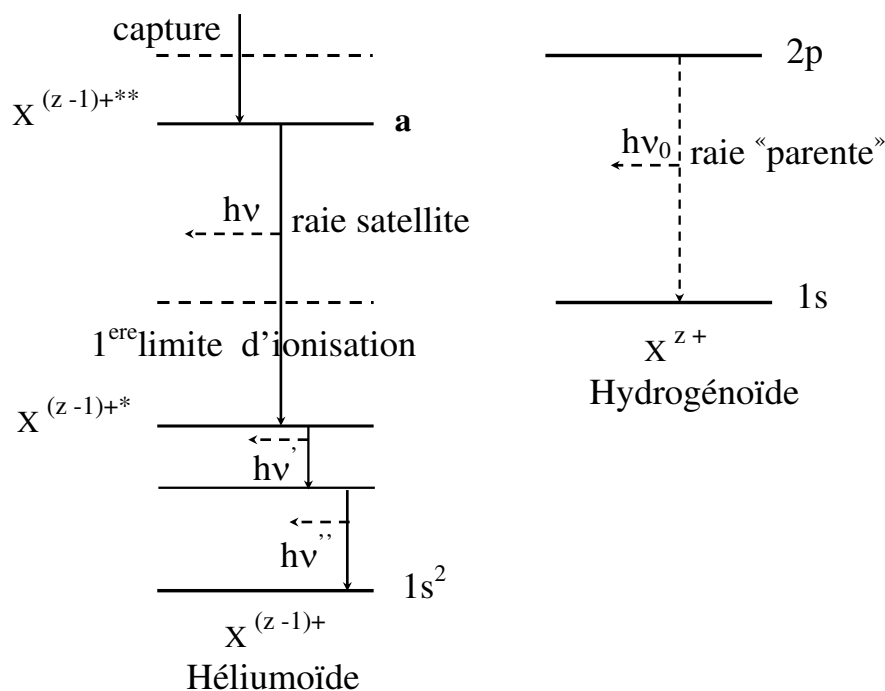 capture
2p
X (z -1)+**
a
hν₀
raie «parente»
hν
raie satellite
1s
1ere limite d’ionisation
X z +
Hydrogénoïde
X (z -1)+*
hν’
hν’’
1s²
X (z -1)+
Héliumoïde